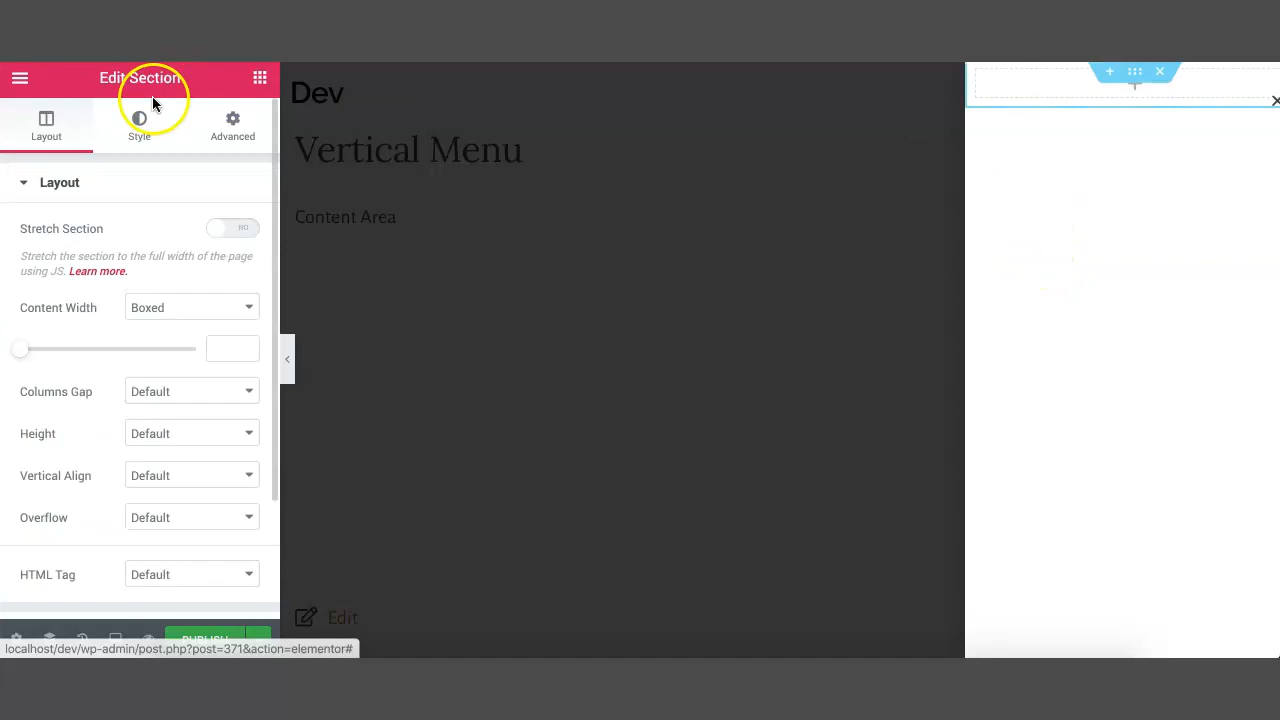 Edit Section
Layout
Style
Advanced
Layout
Stretch Section
NO
Stretch the section to the full width of the page
using JS. Learn more.
Content Width
Boxed
Columns Gap
Default
Height
Default
Vertical Align
Default
Overflow
Default
HTML Tag
Default
PUBLISH
localhost/dev/wp-admin/post.php?post=371&action=elementor#
Dev
Vertical Menu
Content Area
Edit